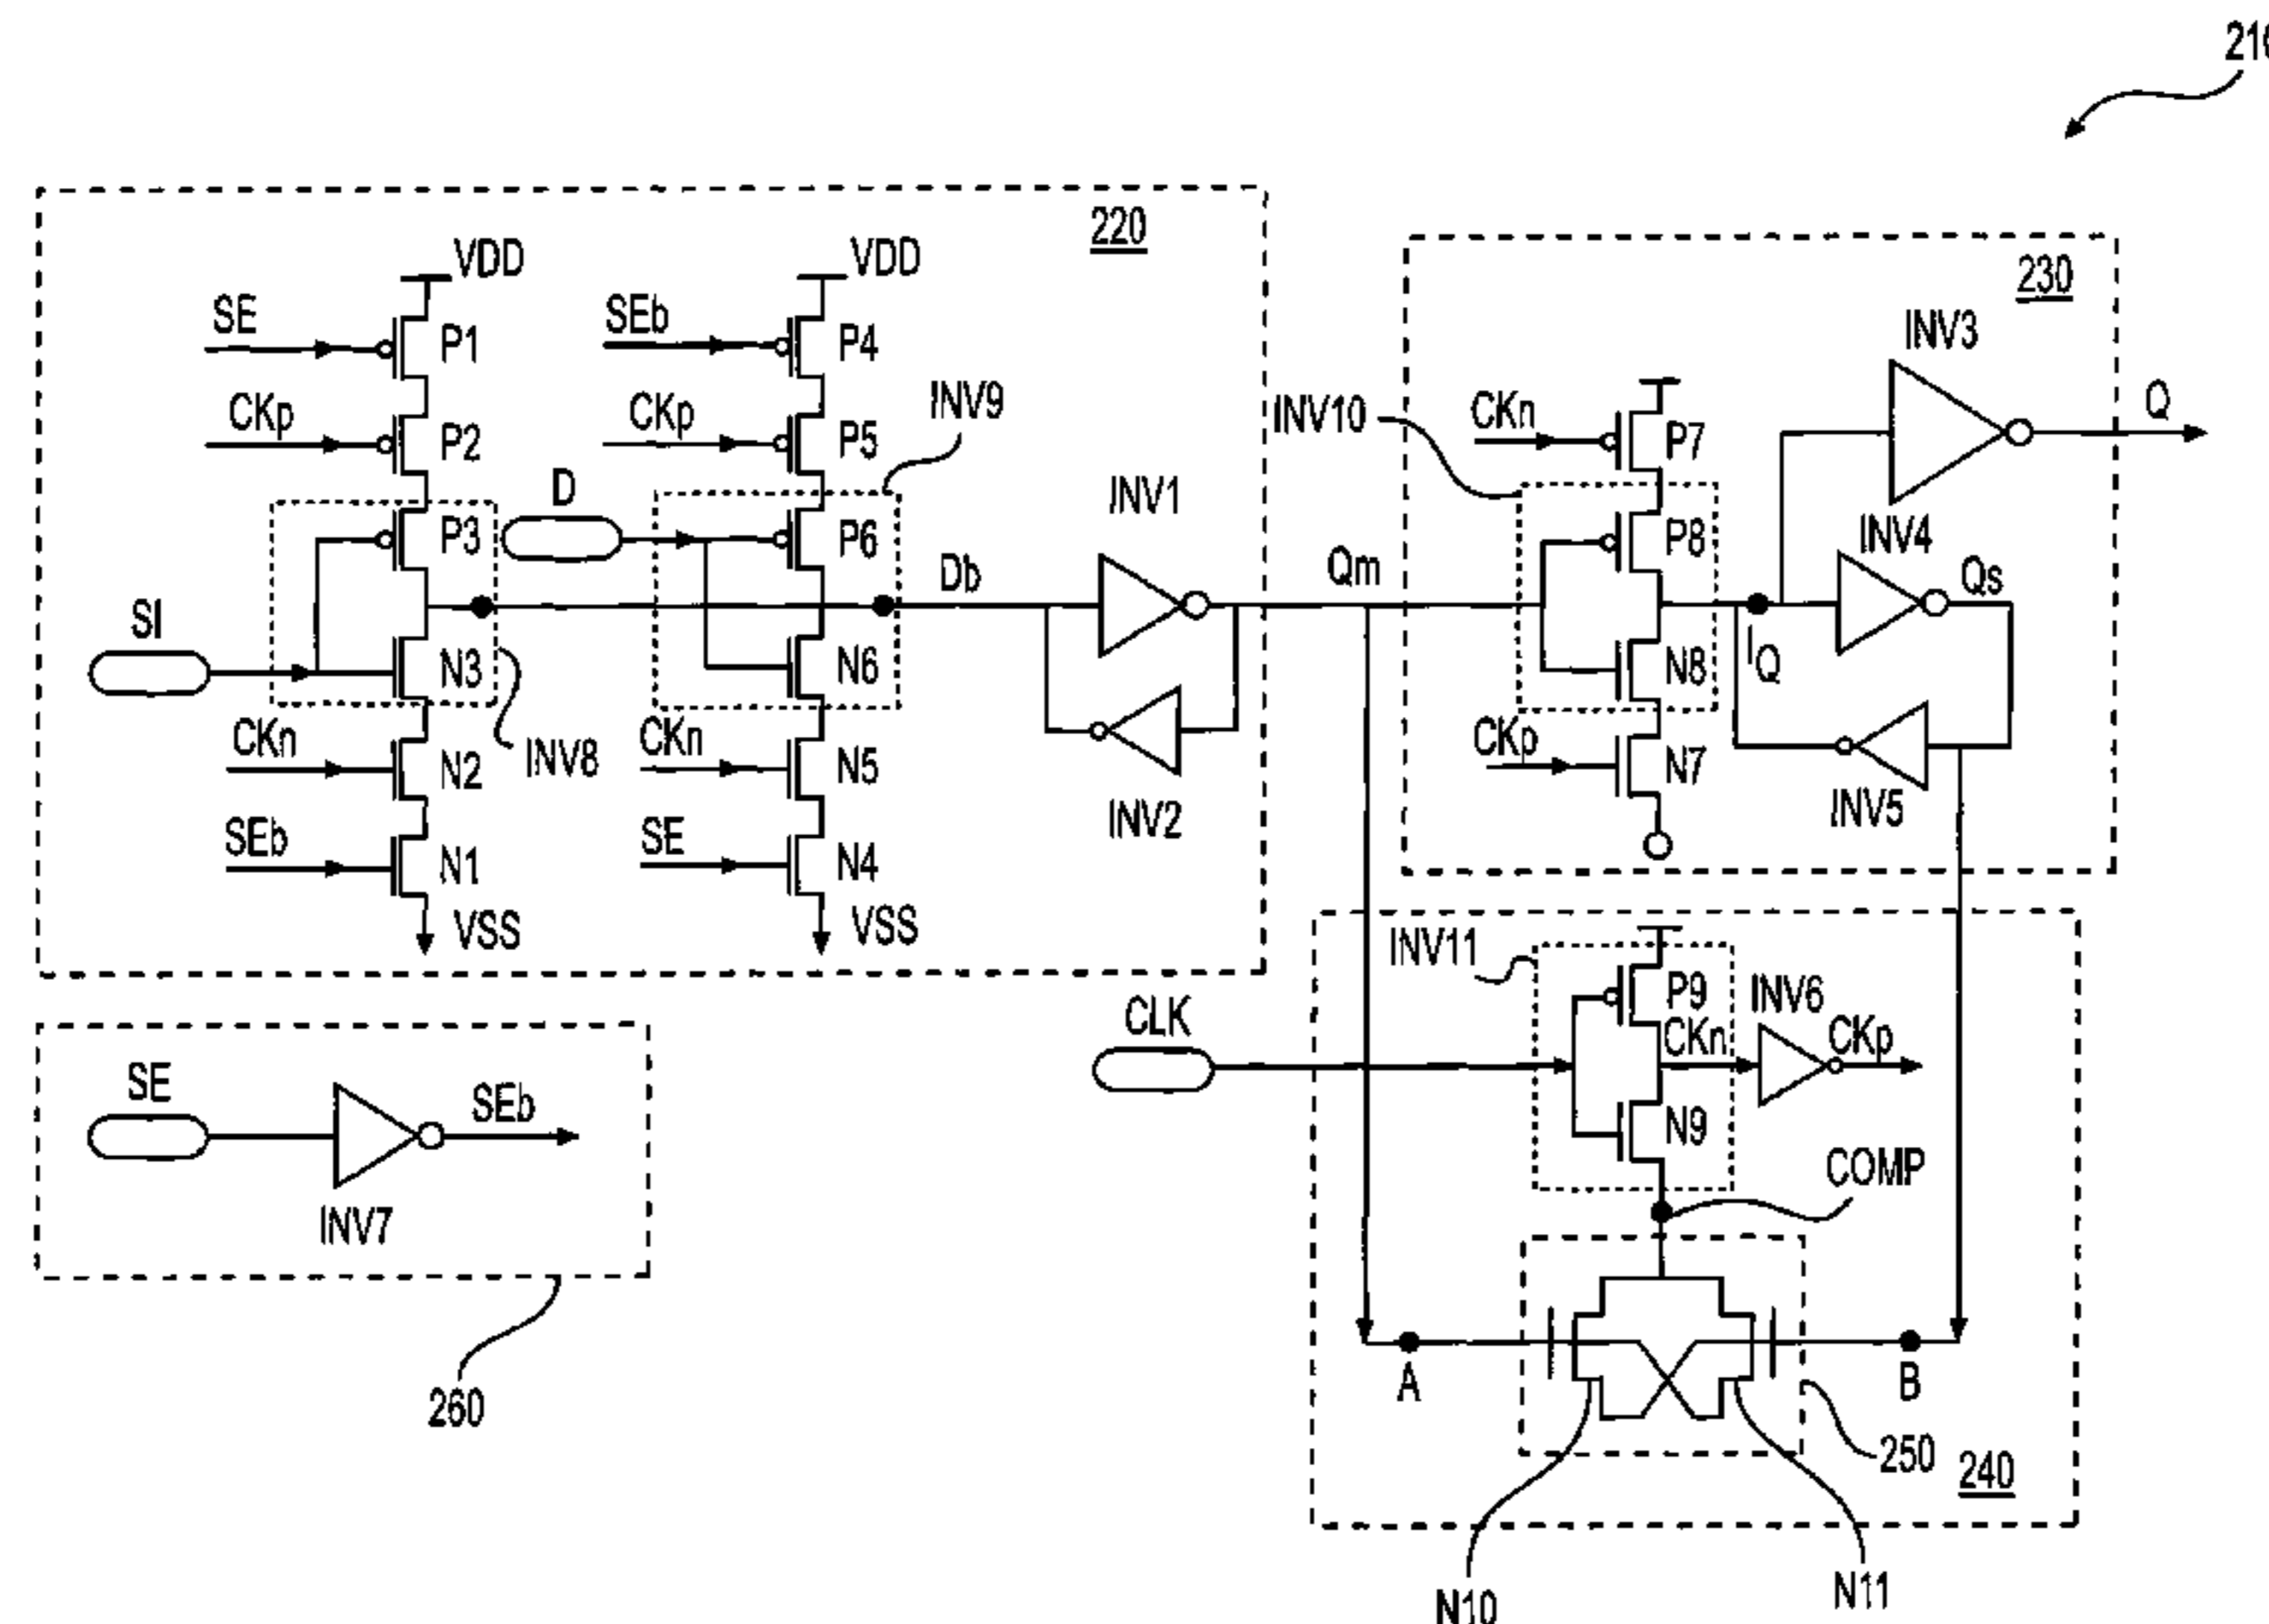 210
220
VDD
VDD
SE
P1
SEb
P4
CKp
P2
CKp
P5
INV9
D
P3
P6
SI
N3
N6
Db
INV1
CKn
N2
INV8
CKn
N5
INV2
SEb
N1
SE
N4
VSS
VSS
Qm
230
INV3
Q
INV10
CKn
P7
P8
INV4
Qs
IQ
N8
CKp
N7
INV5
INV11
P9
INV6
CLK
CKn
CKp
N9
COMP
A
B
250
240
N10
N11
SE
SEb
INV7
260